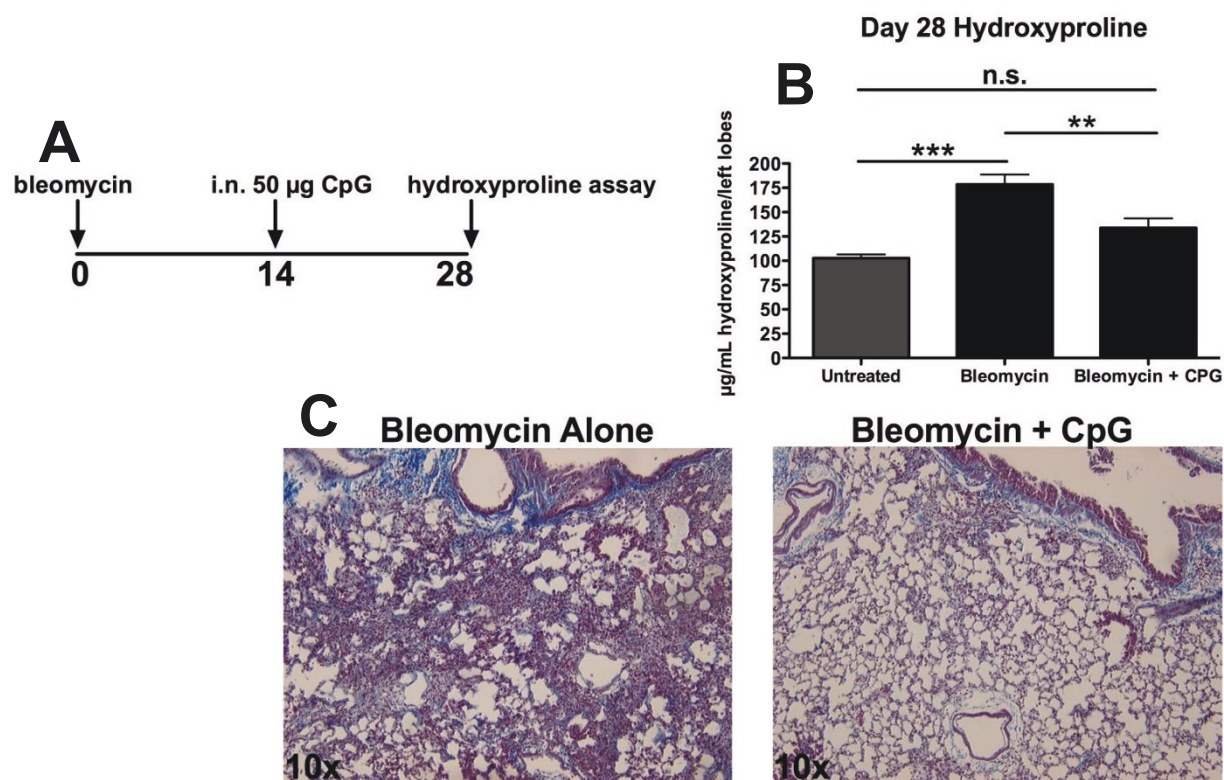 A
bleomycin
i.n. 50 µg CpG
hydroxyproline assay
0
14
28
Day 28 Hydroxyproline
B
n.s.
**
***
µg/mL hydroxyproline/left lobes
200
175
150
125
100
75
50
25
0
Untreated
Bleomycin
Bleomycin + CPG
C
Bleomycin Alone
Bleomycin + CpG
10x
10x